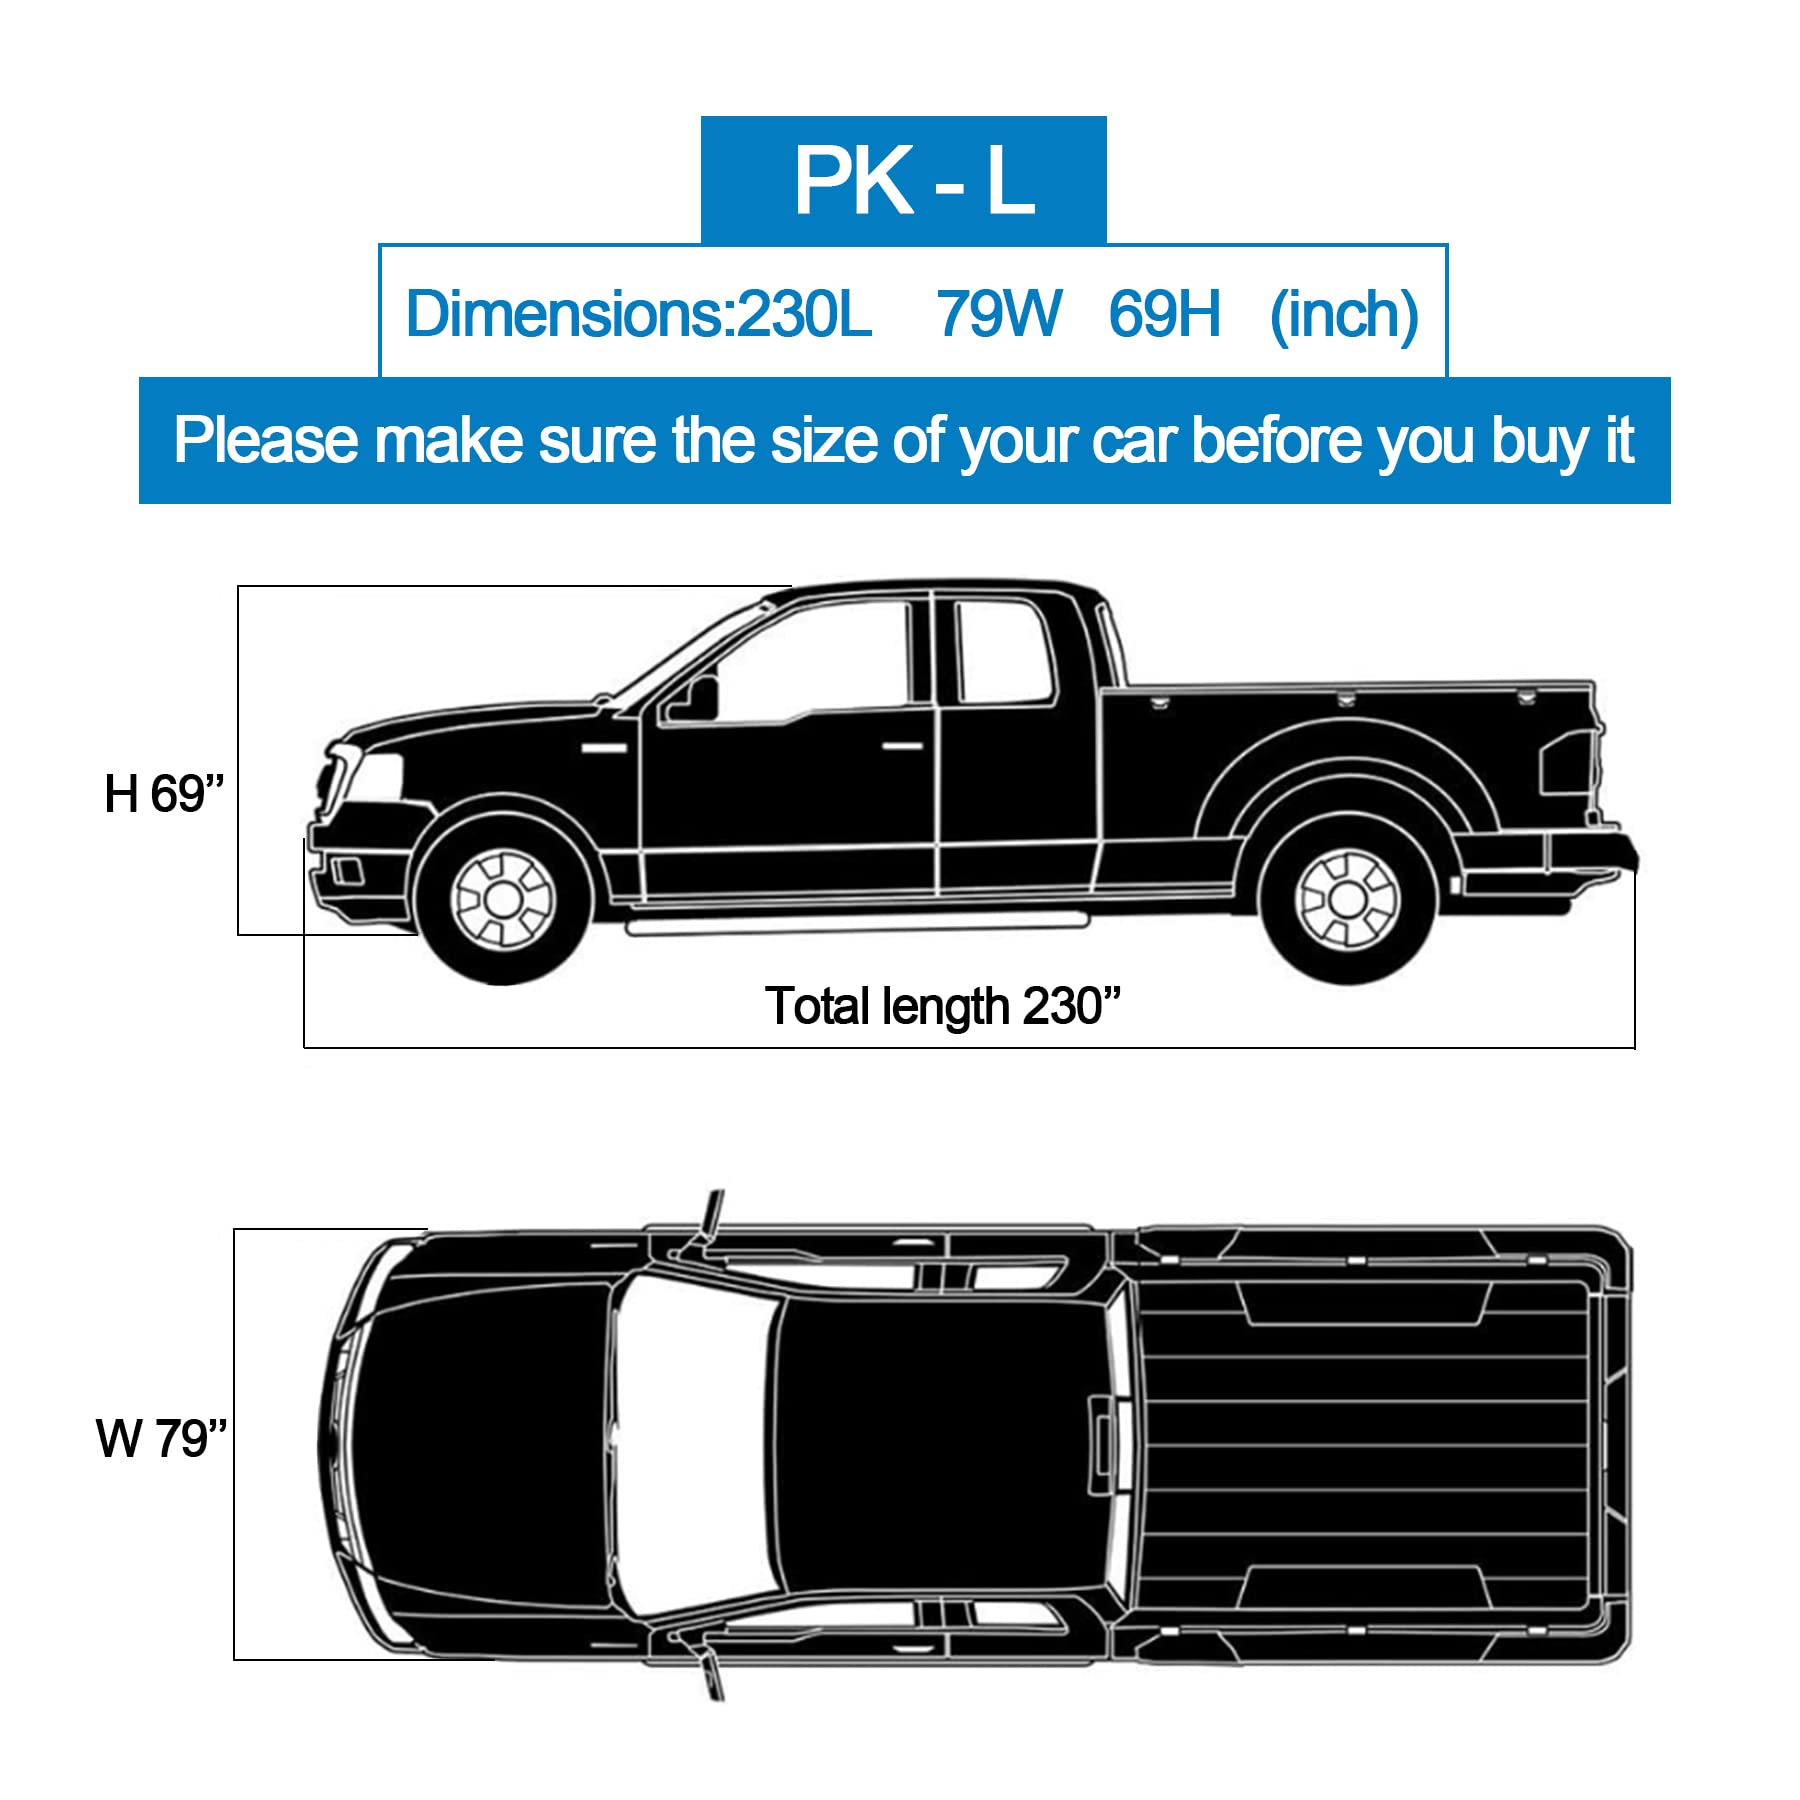 PK - L
Dimensions:230L 79W 69H (inch)
Please make sure the size of your car before you buy it
H 69”
Total length 230”
W 79”